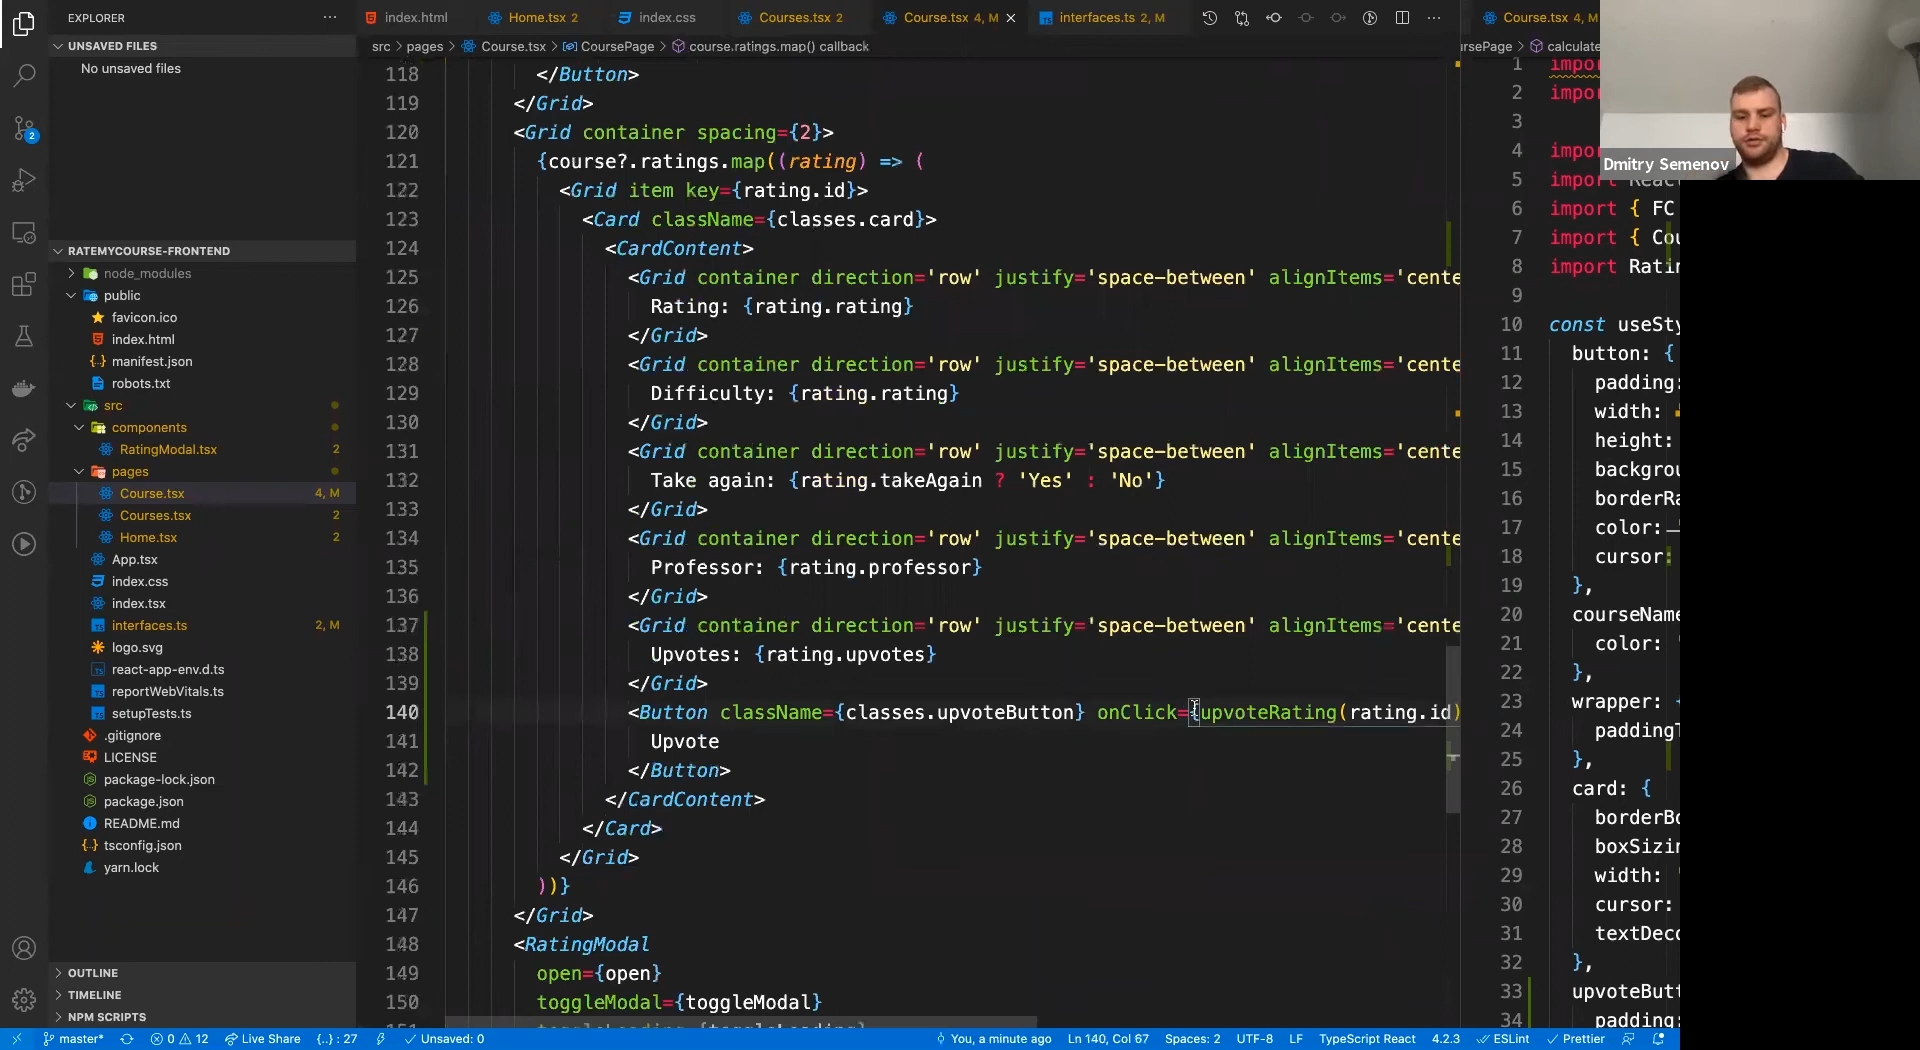 EXPLORER
UNSAVED FILES
No unsaved files
RATEMYCOURSE-FRONTEND
node_modules
public
favicon.ico
index.html
manifest.json
robots.txt
src
components
RatingModal.tsx 2
pages
Course.tsx 4, M
Courses.tsx 2
Home.tsx 2
App.tsx
index.css
index.tsx
interfaces.ts 2, M
logo.svg
react-app-env.d.ts
reportWebVitals.ts
setupTests.ts
.gitignore
LICENSE
package-lock.json
package.json
README.md
tsconfig.json
yarn.lock
OUTLINE
TIMELINE
NPM SCRIPTS
index.html Home.tsx 2 index.css Courses.tsx 2 Course.tsx 4, M interfaces.ts 2, M
src > pages > Course.tsx > CoursePage > course.ratings.map() callback
118 </Button>
119 </Grid>
120 <Grid container spacing={2}>
121 {course?.ratings.map((rating) => (
122 <Grid item key={rating.id}>
123 <Card className={classes.card}>
124 <CardContent>
125 <Grid container direction='row' justify='space-between' alignItems='cente
126 Rating: {rating.rating}
127 </Grid>
128 <Grid container direction='row' justify='space-between' alignItems='cente
129 Difficulty: {rating.rating}
130 </Grid>
131 <Grid container direction='row' justify='space-between' alignItems='cente
132 Take again: {rating.takeAgain ? 'Yes' : 'No'}
133 </Grid>
134 <Grid container direction='row' justify='space-between' alignItems='cente
135 Professor: {rating.professor}
136 </Grid>
137 <Grid container direction='row' justify='space-between' alignItems='cente
138 Upvotes: {rating.upvotes}
139 </Grid>
140 <Button className={classes.upvoteButton} onClick={upvoteRating(rating.id)
141 Upvote
142 </Button>
143 </CardContent>
144 </Card>
145 </Grid>
146 ))}
147 </Grid>
148 <RatingModal
149 open={open}
150 toggleModal={toggleModal}
Course.tsx 4, M
ursePage > calculate
1 impor
2 impor
3
4 impor
5 import React
6 import { FC
7 import { Cou
8 import Ratin
9
10 const useSty
11 button: {
12 padding:
13 width:
14 height:
15 backgrou
16 borderRa
17 color:
18 cursor:
19 },
20 courseName
21 color: '
22 },
23 wrapper: {
24 paddingT
25 },
26 card: {
27 borderBo
28 boxSizin
29 width: '
30 cursor:
31 textDeco
32 },
33 upvoteButt
34 padding:
Dmitry Semenov
2
master* 0 12 Live Share {..} : 27 Unsaved: 0 You, a minute ago Ln 140, Col 67 Spaces: 2 UTF-8 LF TypeScript React 4.2.3 ESLint Prettier